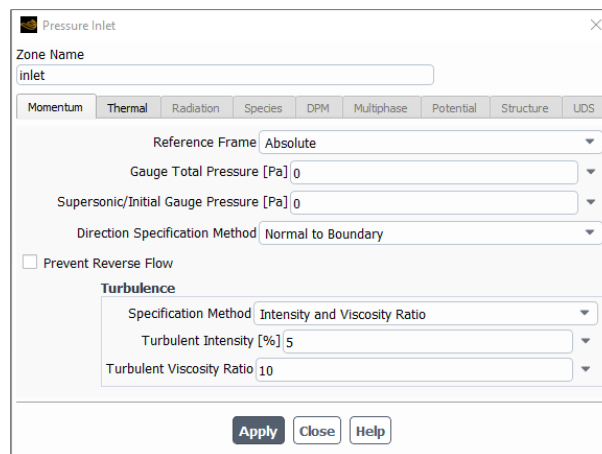 Pressure Inlet
Zone Name
inlet
Momentum Thermal Radiation Species DPM Multiphase Potential Structure UDS
Reference Frame Absolute
Gauge Total Pressure [Pa] 0
Supersonic/Initial Gauge Pressure [Pa] 0
Direction Specification Method Normal to Boundary
Prevent Reverse Flow
Turbulence
Specification Method Intensity and Viscosity Ratio
Turbulent Intensity [%] 5
Turbulent Viscosity Ratio 10
Apply Close Help